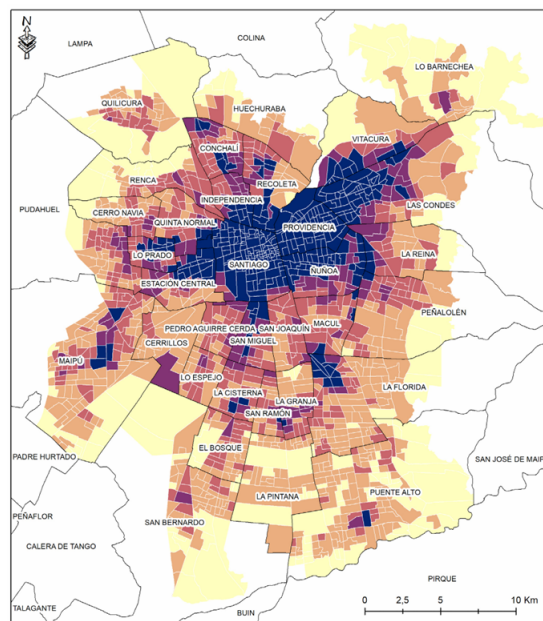 N
LAMPA
COLINA
LO BARNECHEA
QUILICURA
HUECHURABA
VITACURA
CONCHALÍ
RENCA
RECOLETA
INDEPENDENCIA
LAS CONDES
PUDAHUEL
CERRO NAVIA
QUINTA NORMAL
PROVIDENCIA
LO PRADO
LA REINA
SANTIAGO
ÑUÑOA
ESTACIÓN CENTRAL
PEÑALOLÉN
PEDRO AGUIRRE CERDA
SAN JOAQUÍN
MACUL
CERRILLOS
SAN MIGUEL
MAIPÚ
LO ESPEJO
LA FLORIDA
LA CISTERNA
LA GRANJA
SAN RAMÓN
EL BOSQUE
PADRE HURTADO
SAN JOSÉ DE MAIP
LA PINTANA
PUENTE ALTO
PEÑAFLOR
SAN BERNARDO
CALERA DE TANGO
PIRQUE
TALAGANTE
BUIN
0 2,5 5 10 Km